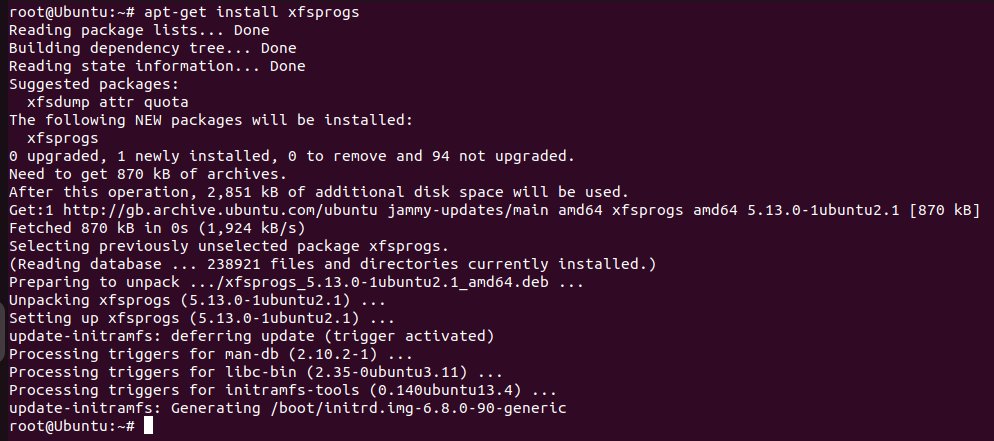 root@Ubuntu:~# apt-get install xfsprogs
Reading package lists... Done
Building dependency tree... Done
Reading state information... Done
Suggested packages:
  xfsdump attr quota
The following NEW packages will be installed:
  xfsprogs
0 upgraded, 1 newly installed, 0 to remove and 94 not upgraded.
Need to get 870 kB of archives.
After this operation, 2,851 kB of additional disk space will be used.
Get:1 http://gb.archive.ubuntu.com/ubuntu jammy-updates/main amd64 xfsprogs amd64 5.13.0-1ubuntu2.1 [870 kB]
Fetched 870 kB in 0s (1,924 kB/s)
Selecting previously unselected package xfsprogs.
(Reading database ... 238921 files and directories currently installed.)
Preparing to unpack .../xfsprogs_5.13.0-1ubuntu2.1_amd64.deb ...
Unpacking xfsprogs (5.13.0-1ubuntu2.1) ...
Setting up xfsprogs (5.13.0-1ubuntu2.1) ...
update-initramfs: deferring update (trigger activated)
Processing triggers for man-db (2.10.2-1) ...
Processing triggers for libc-bin (2.35-0ubuntu3.11) ...
Processing triggers for initramfs-tools (0.140ubuntu13.4) ...
update-initramfs: Generating /boot/initrd.img-6.8.0-90-generic
root@Ubuntu:~#